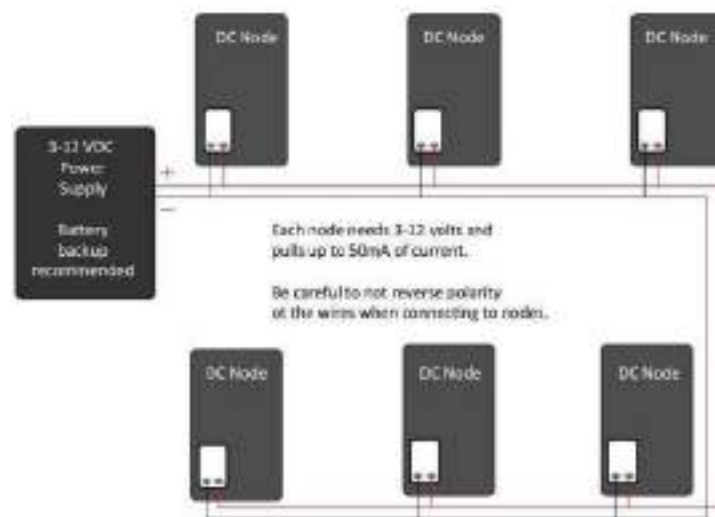 DC Node
DC Node
DC Node
3-12 VDC
Power
Supply
Battery
backup
recommended
+
−
Each node needs 3-12 volts and
pulls up to 50mA of current.
Be careful to not reverse polarity
of the wires when connecting to nodes.
DC Node
DC Node
DC Node